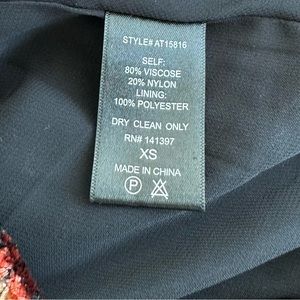 STYLE# AT15816
SELF:
80% VISCOSE
20% NYLON
LINING:
100% POLYESTER
DRY CLEAN ONLY
RN# 141397
XS
MADE IN CHINA
P